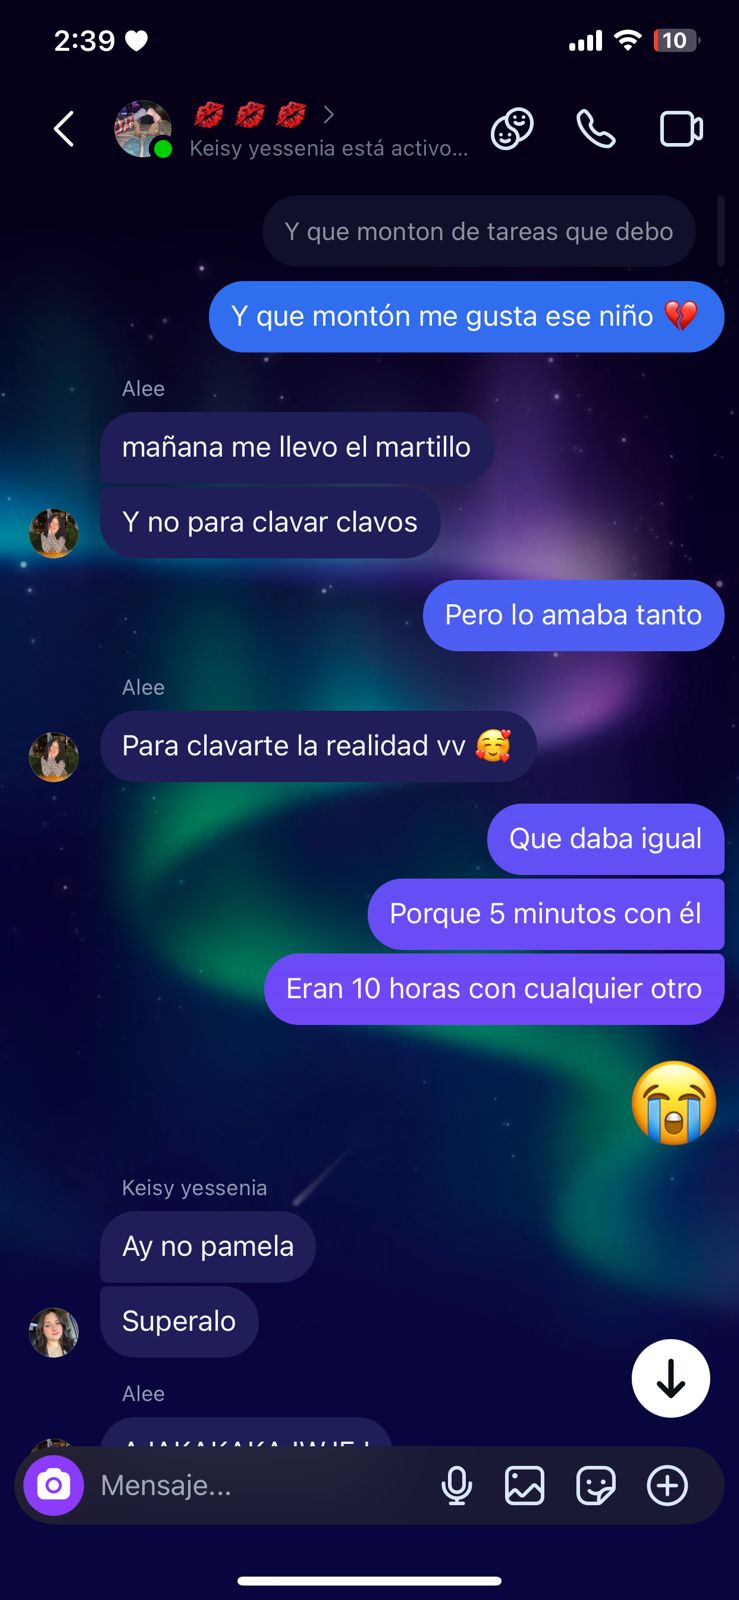 2:39
10
Keisy yessenia está activo...
Y que monton de tareas que debo
Y que montón me gusta ese niño 💔
Alee
mañana me llevo el martillo
Y no para clavar clavos
Pero lo amaba tanto
Alee
Para clavarte la realidad vv 🥰
Que daba igual
Porque 5 minutos con él
Eran 10 horas con cualquier otro
😭
Keisy yessenia
Ay no pamela
Superalo
Alee
Mensaje...